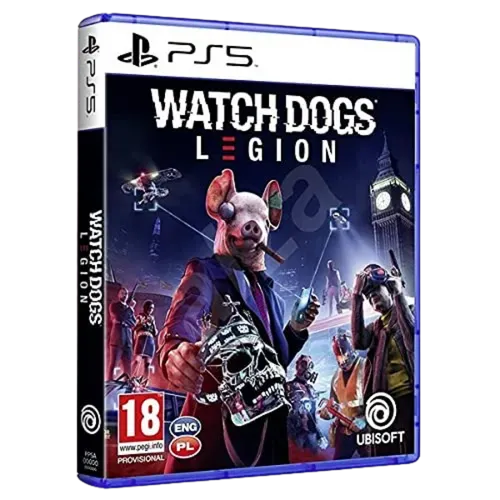 PS5
PS5
WATCH DOGS
LEGION
WATCH DOGS
LEGION
18
www.pegi.info
PROVISIONAL
ENG
PL
UBISOFT